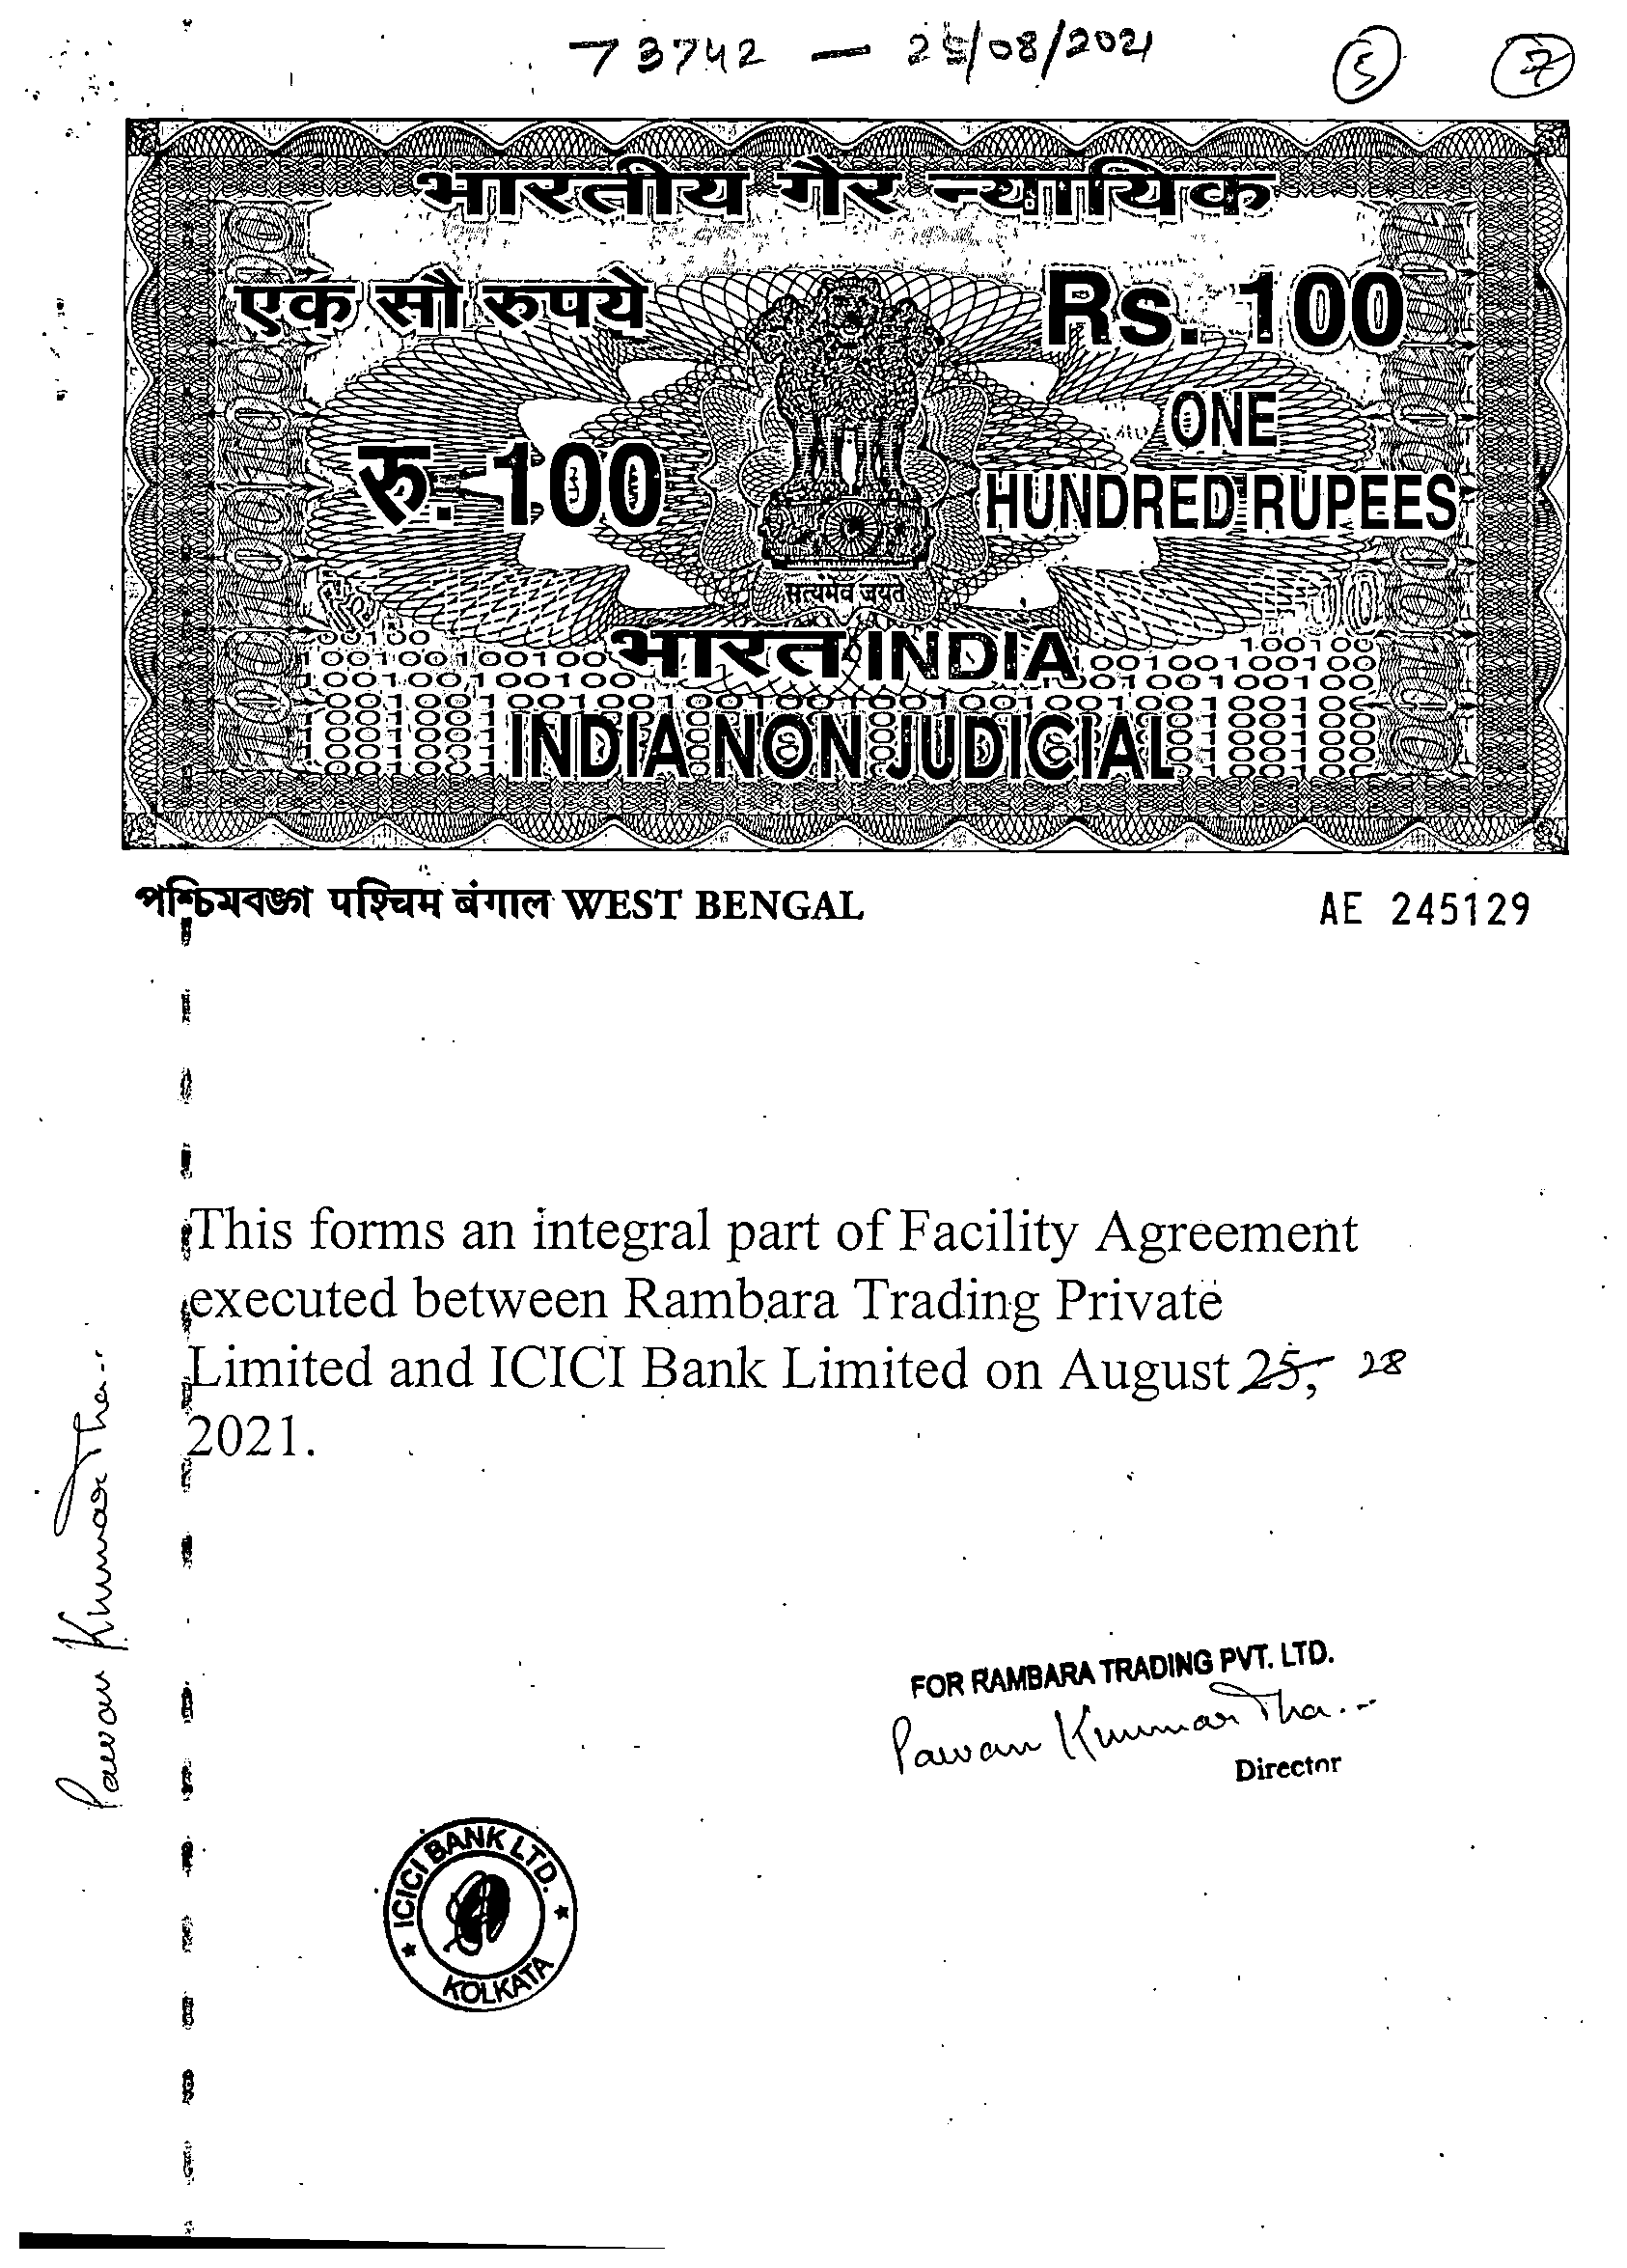 73742 — 25/08/2021
5
7
भारतीय गैर न्यायिक
एक सौ रुपये
Rs. 100
रु. 100
ONE
HUNDRED RUPEES
सत्यमेव जयते
भारत INDIA
INDIA NON JUDICIAL
পশ্চিমবঙ্গ पश्चिम बंगाल WEST BENGAL
AE 245129
This forms an integral part of Facility Agreement
executed between Rambara Trading Private
Limited and ICICI Bank Limited on August 25, 28
2021.
Pawan Kumar
FOR RAMBARA TRADING PVT. LTD.
Pawan Kumar
Director
ICICI BANK LTD.
KOLKATA